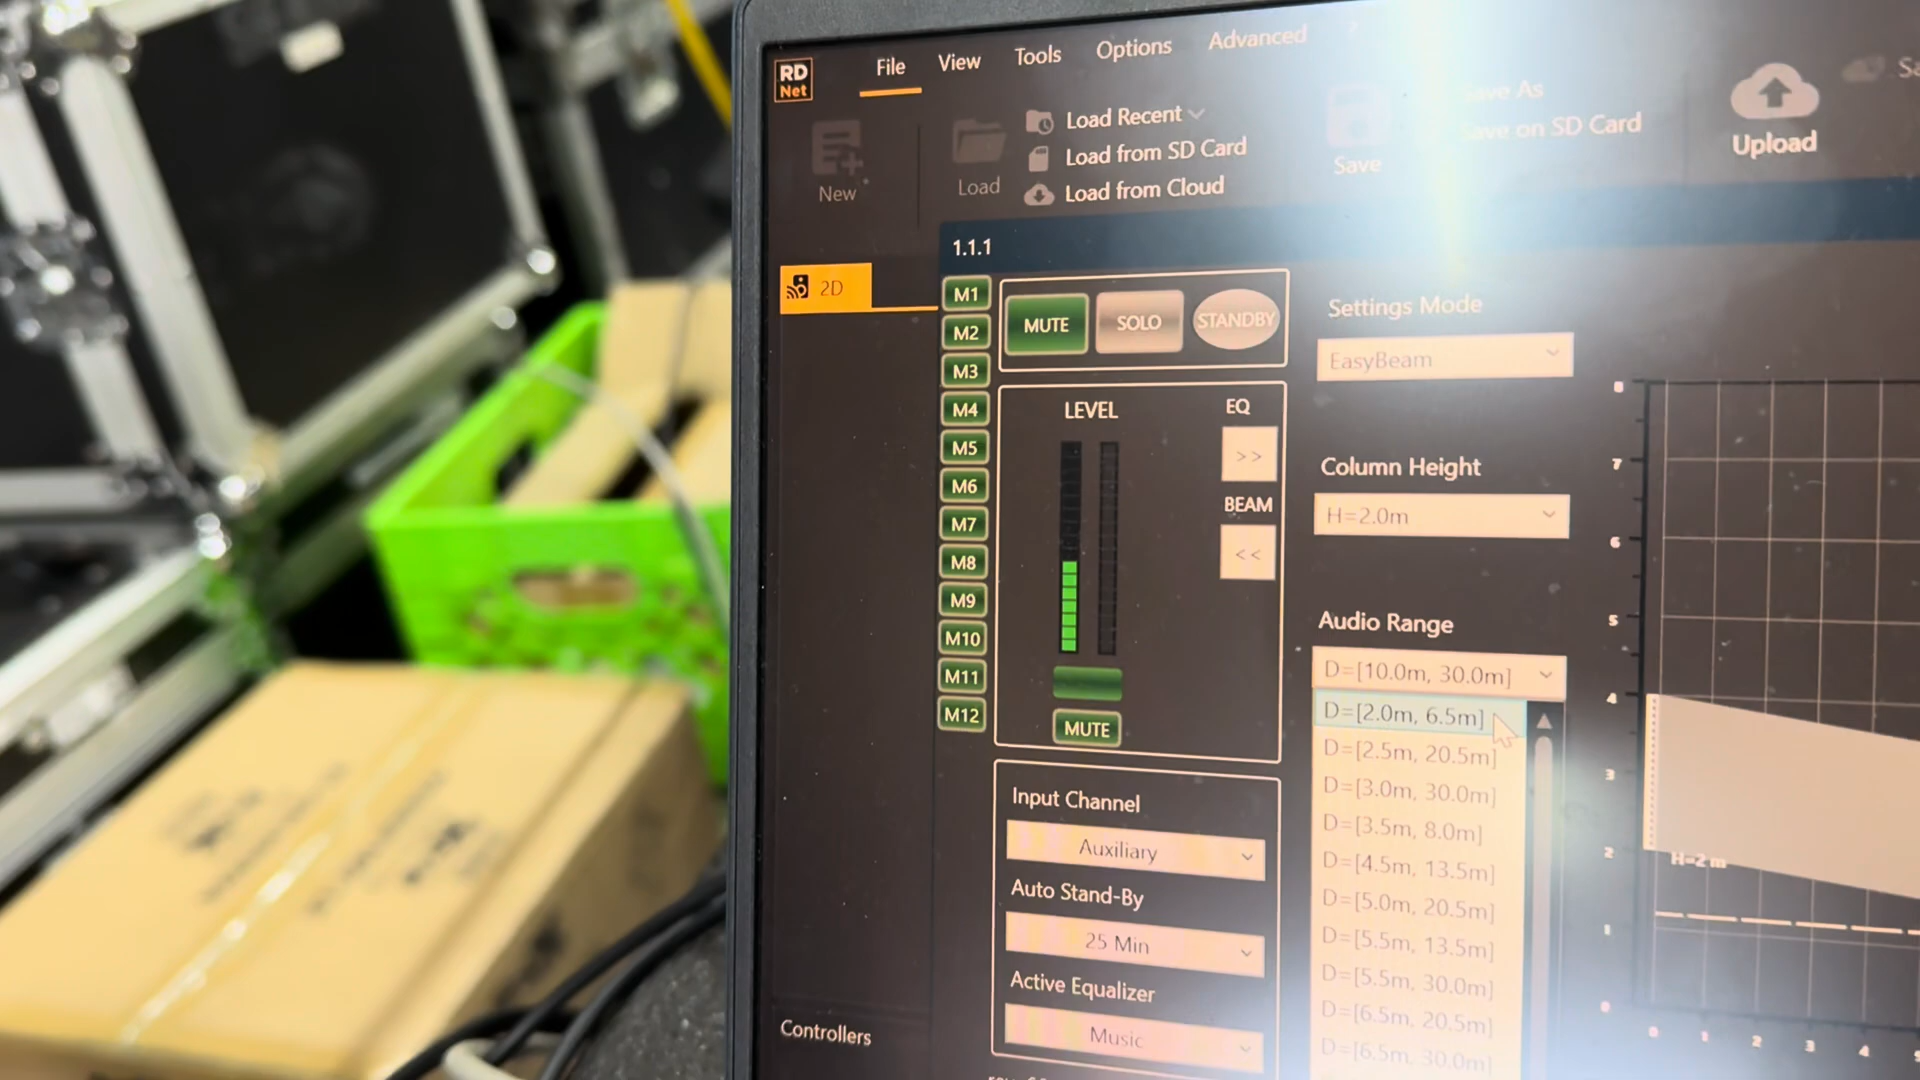 RD
Net
File
View
Tools
Options
Advanced
New
Load
Load Recent
Load from SD Card
Load from Cloud
Save
Save As
Save on SD Card
Upload
1.1.1
2D
M1
M2
M3
M4
M5
M6
M7
M8
M9
M10
M11
M12
MUTE
SOLO
STANDBY
LEVEL
EQ
>>
BEAM
<<
MUTE
Input Channel
Auxiliary
Auto Stand-By
25 Min
Active Equalizer
Music
Settings Mode
EasyBeam
Column Height
H=2.0m
Audio Range
D=[10.0m, 30.0m]
D=[2.0m, 6.5m]
D=[2.5m, 20.5m]
D=[3.0m, 30.0m]
D=[3.5m, 8.0m]
D=[4.5m, 13.5m]
D=[5.0m, 20.5m]
D=[5.5m, 13.5m]
D=[5.5m, 30.0m]
D=[6.5m, 20.5m]
D=[6.5m, 30.0m]
8
7
6
5
4
3
2
1
0
H=2 m
0 1 2 3 4 5
Controllers